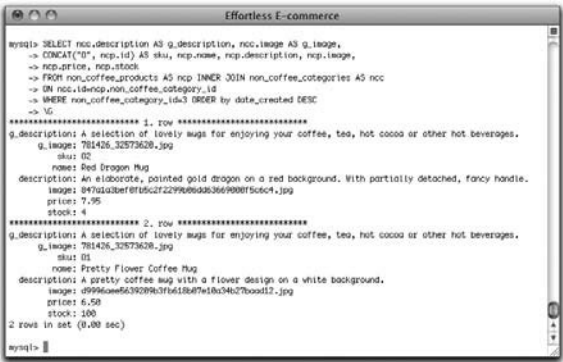 Effortless E-commerce
mysql> SELECT ncc.description AS g_description, ncc.image AS g_image,
-> CONCAT("O", ncp.id) AS sku, ncp.name, ncp.description, ncp.image,
-> ncp.price, ncp.stock
-> FROM non_coffee_products AS ncp INNER JOIN non_coffee_categories AS ncc
-> ON ncc.id=ncp.non_coffee_category_id
-> WHERE non_coffee_category_id=3 ORDER by date_created DESC
-> \G
*************************** 1. row ***************************
g_description: A selection of lovely mugs for enjoying your coffee, tea, hot cocoa or other hot beverages.
g_image: 781426_32573620.jpg
sku: O2
name: Red Dragon Mug
description: An elaborate, painted gold dragon on a red background. With partially detached, fancy handle.
image: 847a1a3bef0fb5c2f2299b06dd63669000f5c6c4.jpg
price: 7.95
stock: 4
*************************** 2. row ***************************
g_description: A selection of lovely mugs for enjoying your coffee, tea, hot cocoa or other hot beverages.
g_image: 781426_32573620.jpg
sku: O1
name: Pretty Flower Coffee Mug
description: A pretty coffee mug with a flower design on a white background.
image: d9996aee5639209b3fb618b07e10a34b27baad12.jpg
price: 6.50
stock: 100
2 rows in set (0.00 sec)
mysql>